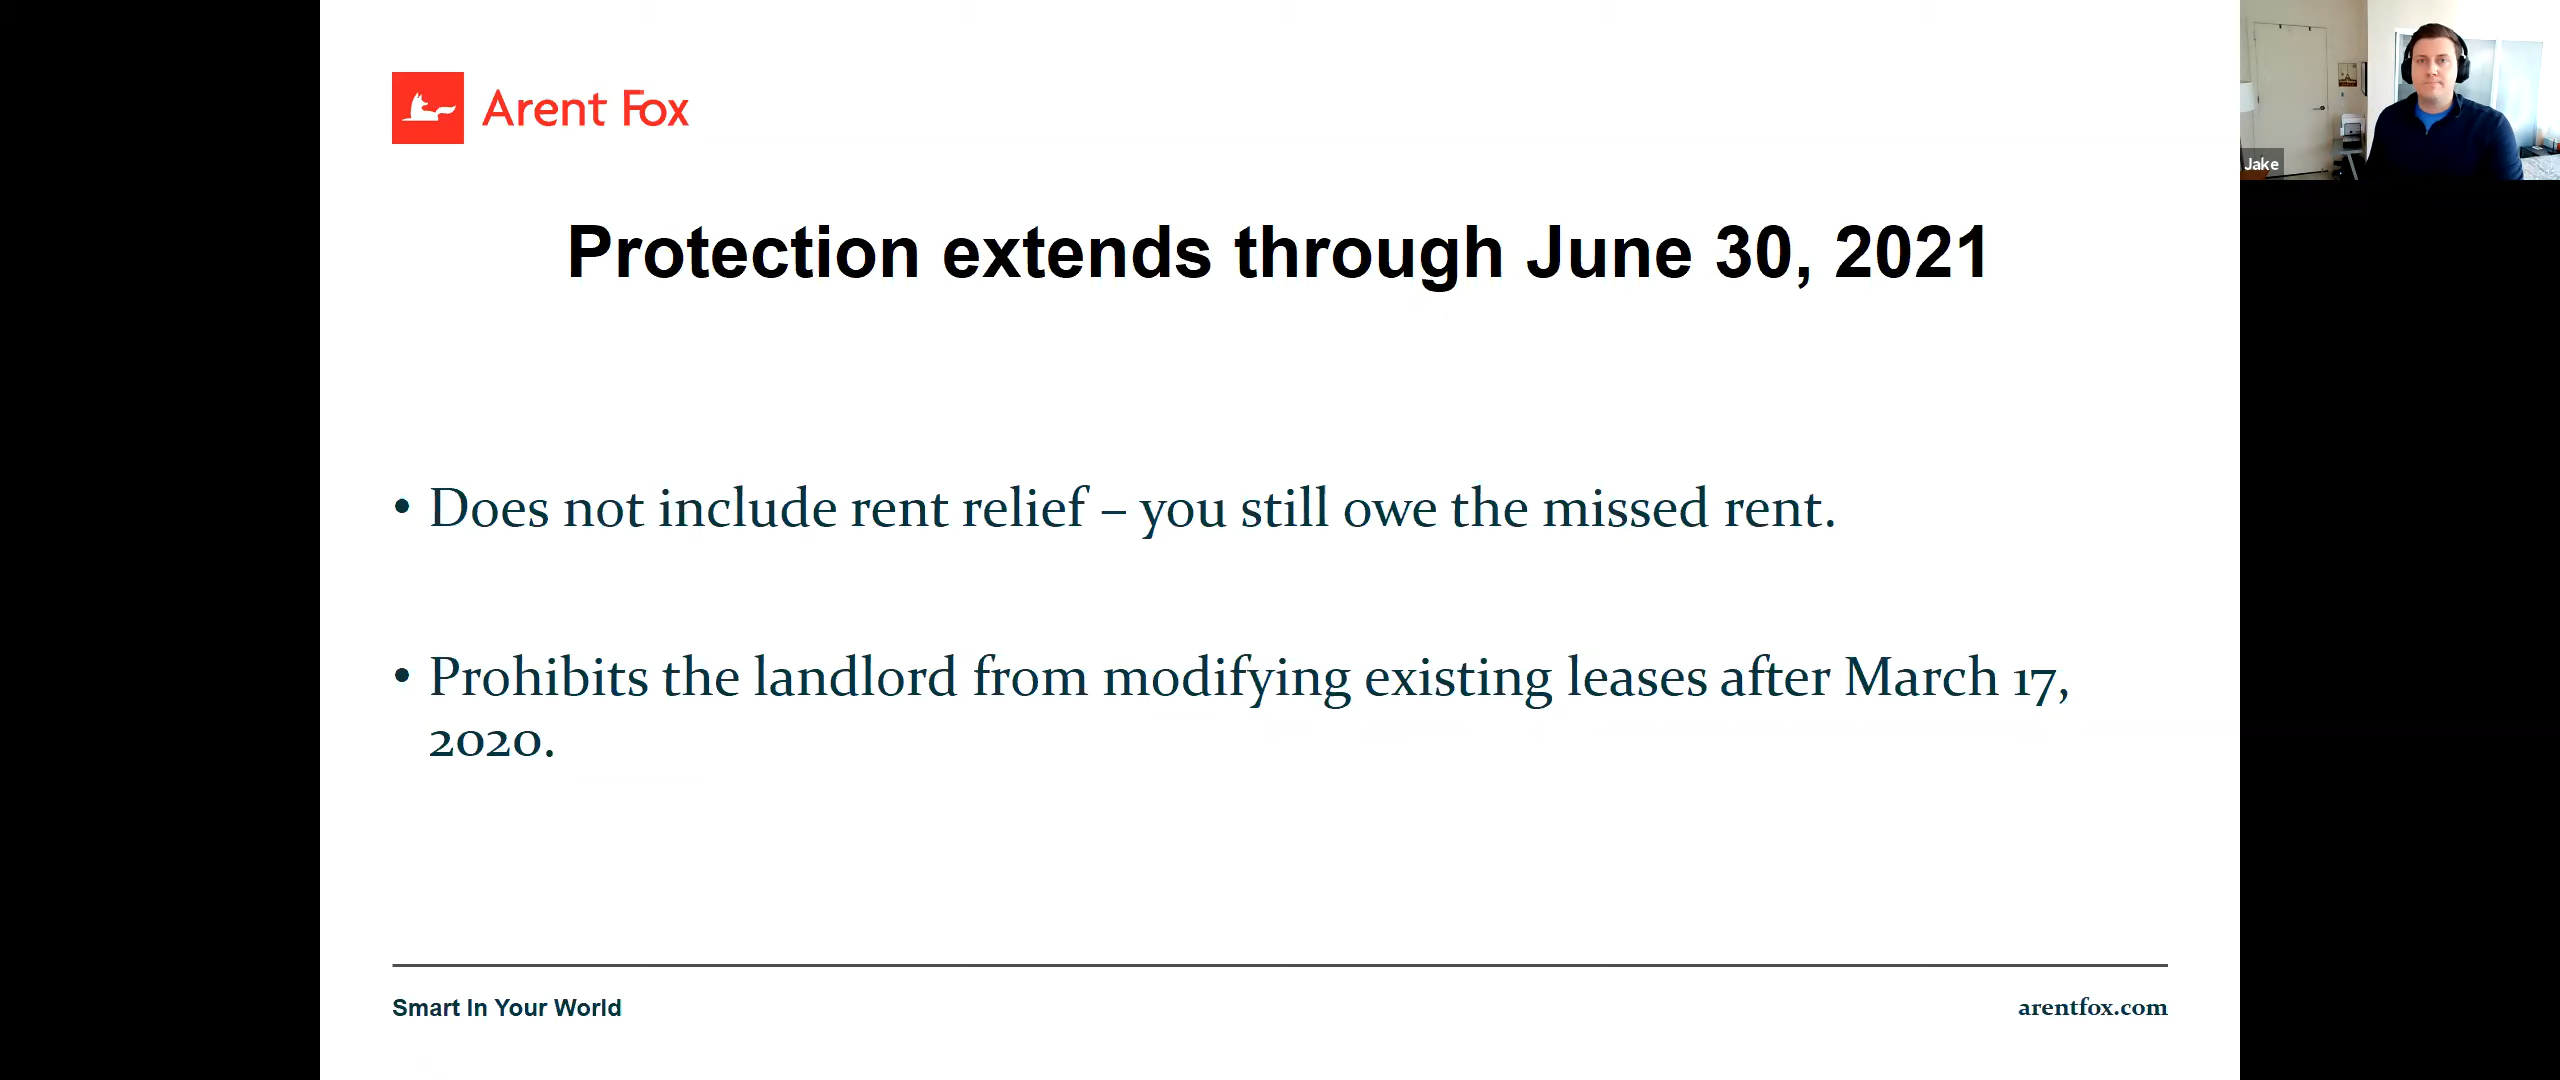 Arent Fox
Jake
Protection extends through June 30, 2021
• Does not include rent relief – you still owe the missed rent.
• Prohibits the landlord from modifying existing leases after March 17,
2020.
Smart In Your World
arentfox.com